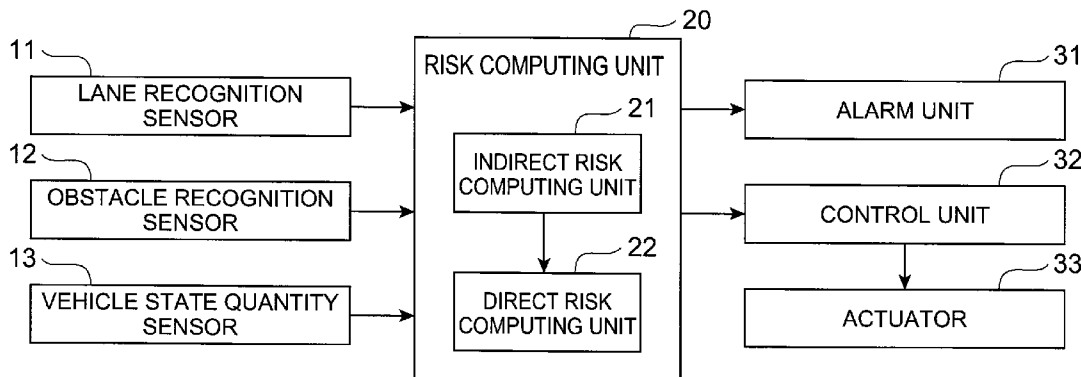 11
LANE RECOGNITION
SENSOR
12
OBSTACLE RECOGNITION
SENSOR
13
VEHICLE STATE QUANTITY
SENSOR
20
RISK COMPUTING UNIT
21
INDIRECT RISK
COMPUTING UNIT
22
DIRECT RISK
COMPUTING UNIT
31
ALARM UNIT
32
CONTROL UNIT
33
ACTUATOR